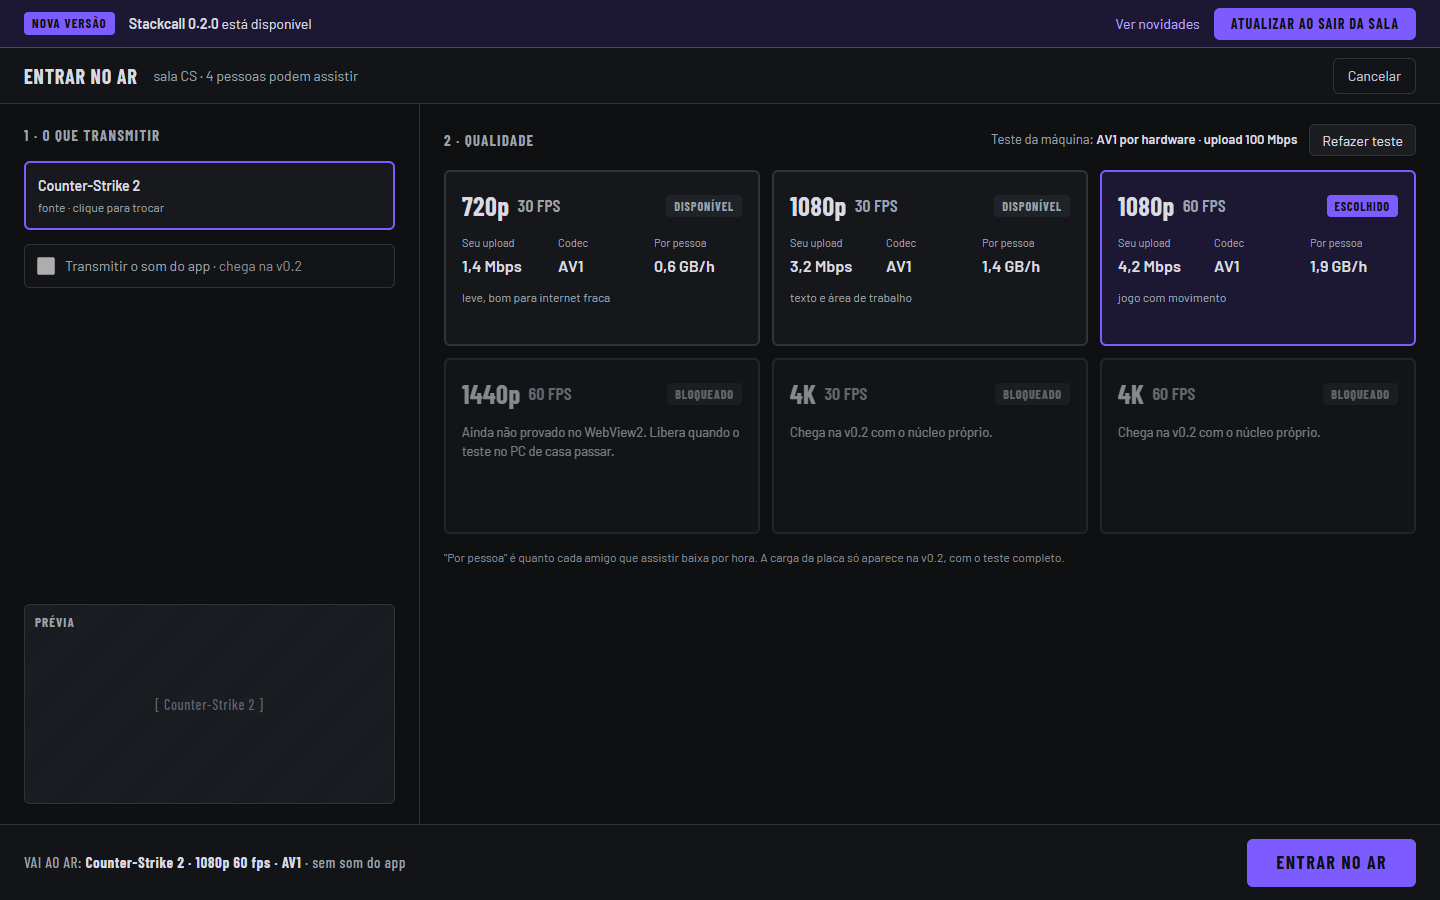 NOVA VERSÃO Stackcall 0.2.0 está disponível Ver novidades ATUALIZAR AO SAIR DA SALA
ENTRAR NO AR sala CS · 4 pessoas podem assistir Cancelar
1 · O QUE TRANSMITIR
Counter-Strike 2
fonte · clique para trocar
Transmitir o som do app · chega na v0.2
PRÉVIA
[ Counter-Strike 2 ]
2 · QUALIDADE Teste da máquina: AV1 por hardware · upload 100 Mbps Refazer teste
720p 30 FPS DISPONÍVEL
Seu upload Codec Por pessoa
1,4 Mbps AV1 0,6 GB/h
leve, bom para internet fraca
1080p 30 FPS DISPONÍVEL
Seu upload Codec Por pessoa
3,2 Mbps AV1 1,4 GB/h
texto e área de trabalho
1080p 60 FPS ESCOLHIDO
Seu upload Codec Por pessoa
4,2 Mbps AV1 1,9 GB/h
jogo com movimento
1440p 60 FPS BLOQUEADO
Ainda não provado no WebView2. Libera quando o
teste no PC de casa passar.
4K 30 FPS BLOQUEADO
Chega na v0.2 com o núcleo próprio.
4K 60 FPS BLOQUEADO
Chega na v0.2 com o núcleo próprio.
"Por pessoa" é quanto cada amigo que assistir baixa por hora. A carga da placa só aparece na v0.2, com o teste completo.
VAI AO AR: Counter-Strike 2 · 1080p 60 fps · AV1 · sem som do app ENTRAR NO AR